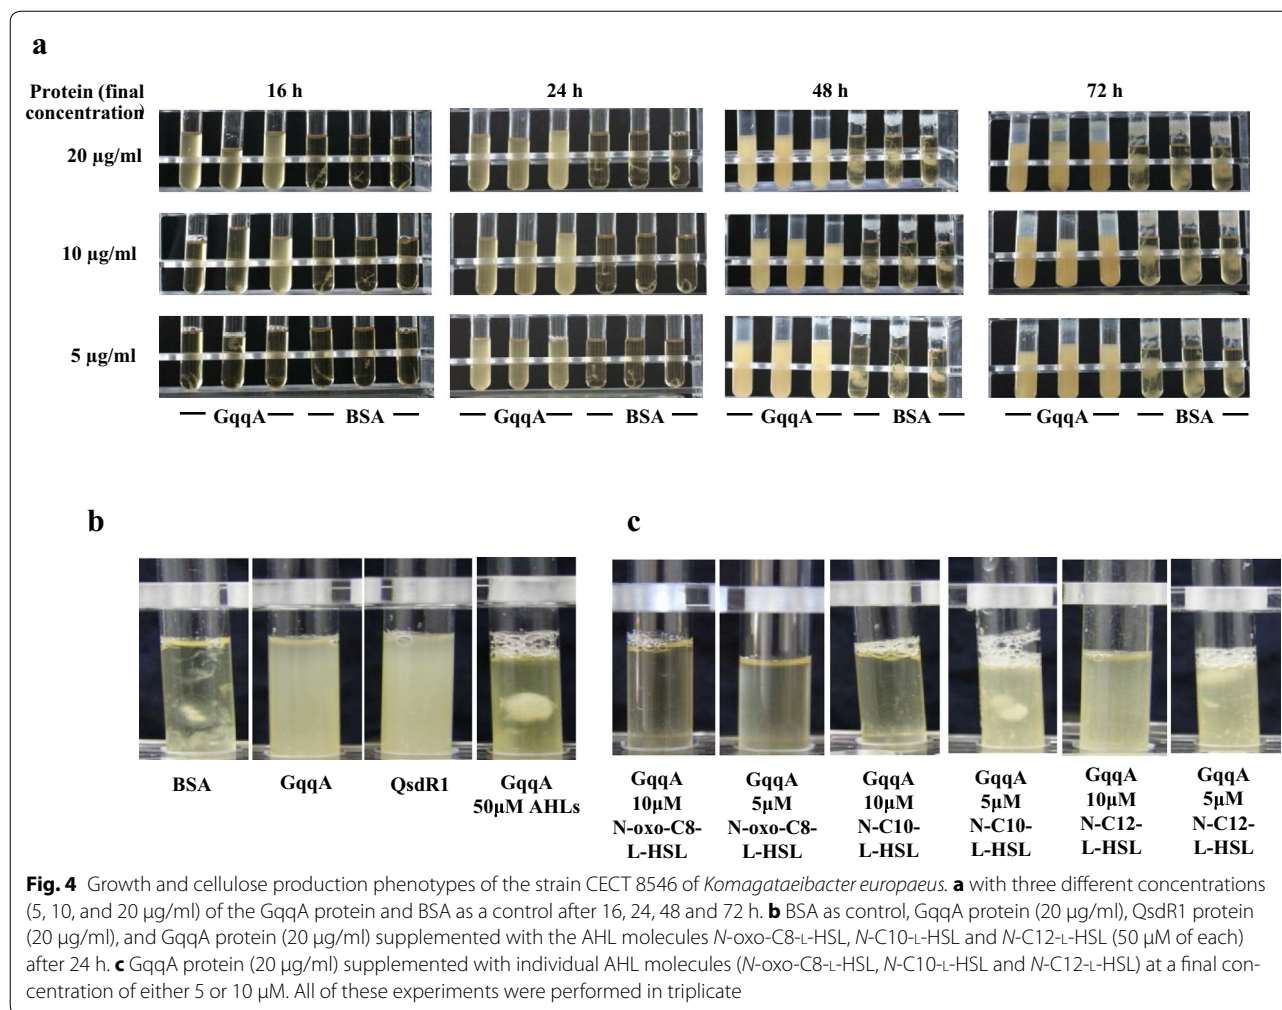 a
Protein (final concentration)
16 h
24 h
48 h
72 h
20 µg/ml
10 µg/ml
5 µg/ml
GqqA BSA GqqA BSA GqqA BSA GqqA BSA
b
c
BSA
GqqA
QsdR1
GqqA
50µM AHLs
GqqA
10µM
N-oxo-C8-
L-HSL
GqqA
5µM
N-oxo-C8-
L-HSL
GqqA
10µM
N-C10-
L-HSL
GqqA
5µM
N-C10-
L-HSL
GqqA
10µM
N-C12-
L-HSL
GqqA
5µM
N-C12-
L-HSL
Fig. 4 Growth and cellulose production phenotypes of the strain CECT 8546 of Komagataeibacter europaeus. a with three different concentrations
(5, 10, and 20 µg/ml) of the GqqA protein and BSA as a control after 16, 24, 48 and 72 h. b BSA as control, GqqA protein (20 µg/ml), QsdR1 protein
(20 µg/ml), and GqqA protein (20 µg/ml) supplemented with the AHL molecules N-oxo-C8-L-HSL, N-C10-L-HSL and N-C12-L-HSL (50 µM of each)
after 24 h. c GqqA protein (20 µg/ml) supplemented with individual AHL molecules (N-oxo-C8-L-HSL, N-C10-L-HSL and N-C12-L-HSL) at a final con-
centration of either 5 or 10 µM. All of these experiments were performed in triplicate